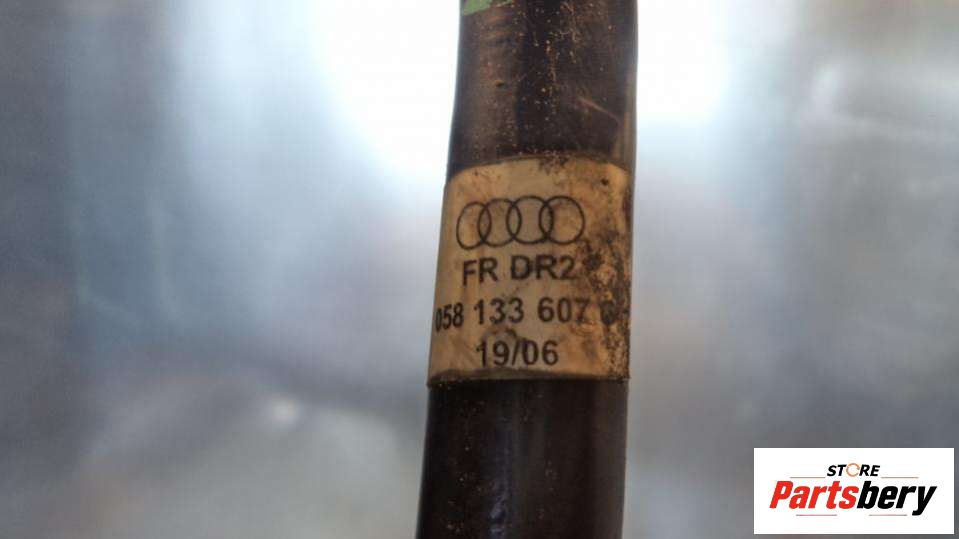 FR DR2
058 133 607
19/06
STORE
Partsbery